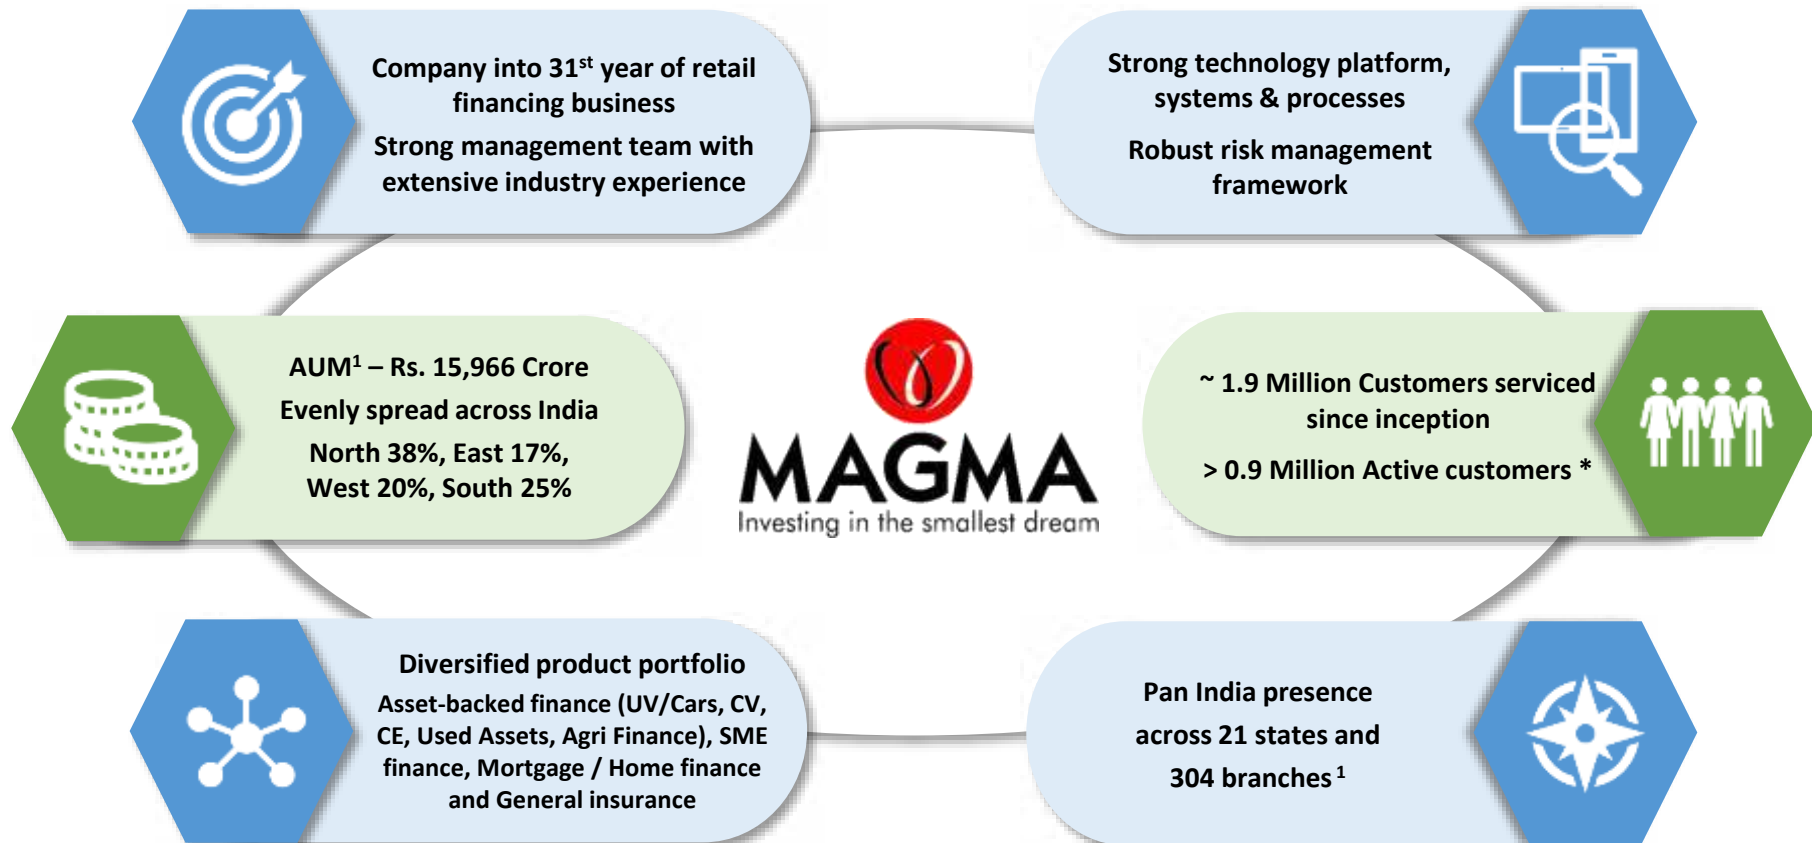 Company into 31st year of retail
financing business
Strong management team with
extensive industry experience
Strong technology platform,
systems & processes
Robust risk management
framework
AUM1 – Rs. 15,966 Crore
Evenly spread across India
North 38%, East 17%,
West 20%, South 25%
MAGMA
Investing in the smallest dream
~ 1.9 Million Customers serviced
since inception
> 0.9 Million Active customers *
Diversified product portfolio
Asset-backed finance (UV/Cars, CV,
CE, Used Assets, Agri Finance), SME
finance, Mortgage / Home finance
and General insurance
Pan India presence
across 21 states and
304 branches 1